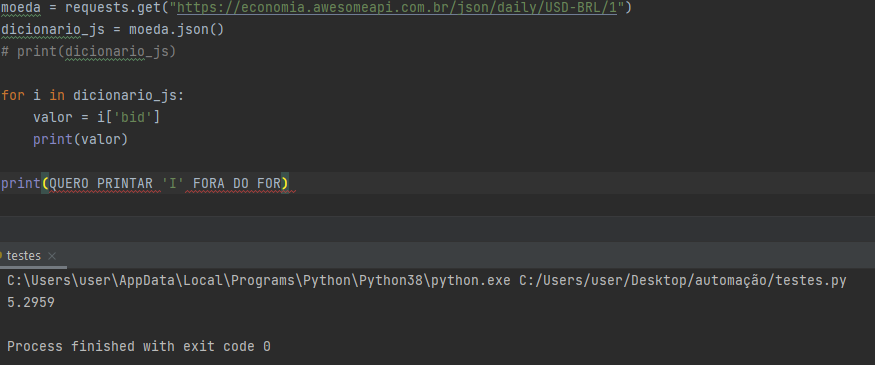 moeda = requests.get("https://economia.awesomeapi.com.br/json/daily/USD-BRL/1")
dicionario_js = moeda.json()
# print(dicionario_js)
for i in dicionario_js:
    valor = i['bid']
    print(valor)
print(QUERO PRINTAR 'I' FORA DO FOR)
testes ×
C:\Users\user\AppData\Local\Programs\Python\Python38\python.exe C:/Users/user/Desktop/automação/testes.py
5.2959
Process finished with exit code 0